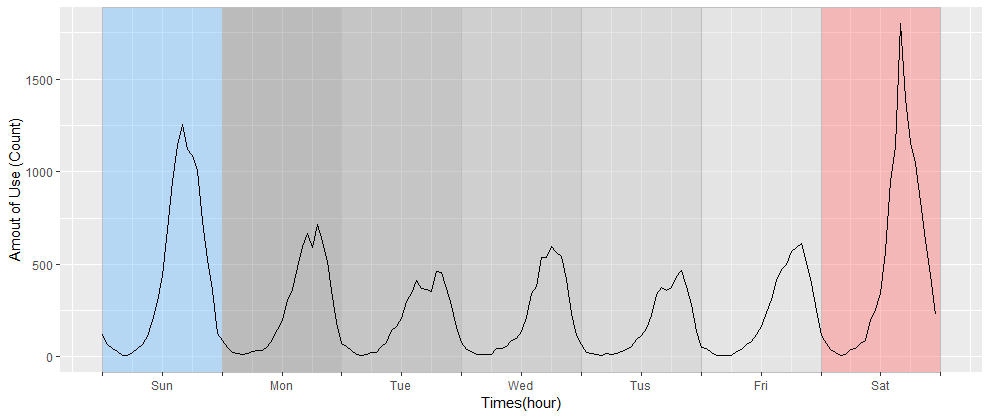 Amout of Use (Count)
1500
1000
500
0
Sun Mon Tue Wed Tus Fri Sat
Times(hour)